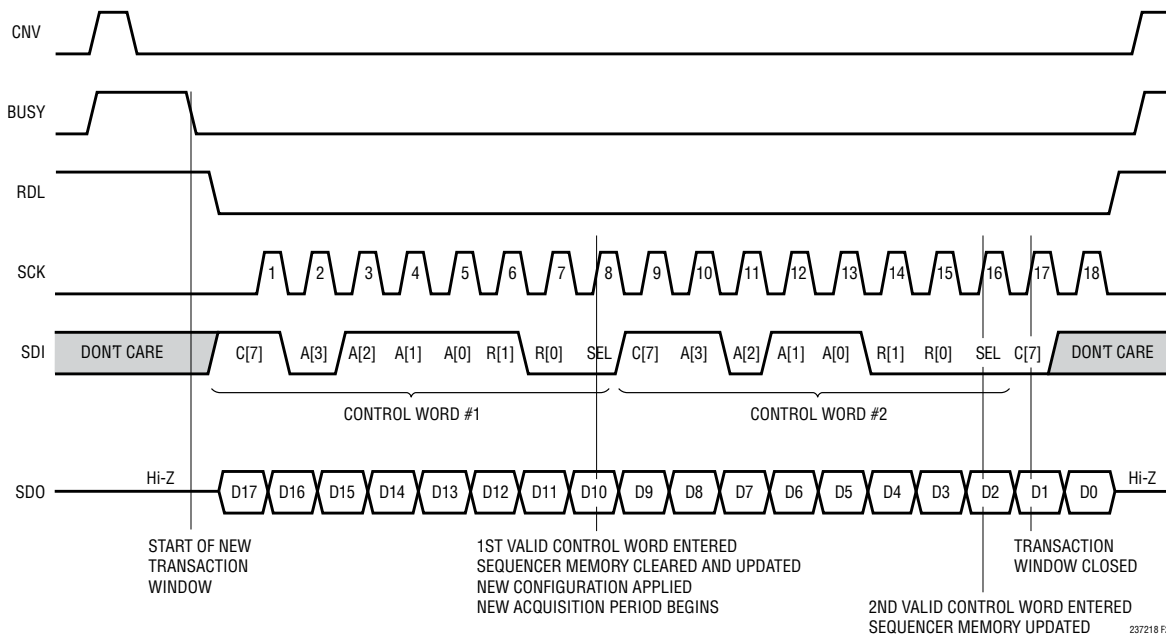 CNV
BUSY
RDL
SCK 1 2 3 4 5 6 7 8 9 10 11 12 13 14 15 16 17 18
SDI DON'T CARE C[7] A[3] A[2] A[1] A[0] R[1] R[0] SEL C[7] A[3] A[2] A[1] A[0] R[1] R[0] SEL C[7] DON'T CARE
CONTROL WORD #1 CONTROL WORD #2
SDO Hi-Z D17 D16 D15 D14 D13 D12 D11 D10 D9 D8 D7 D6 D5 D4 D3 D2 D1 D0 Hi-Z
START OF NEW
TRANSACTION
WINDOW
1ST VALID CONTROL WORD ENTERED
SEQUENCER MEMORY CLEARED AND UPDATED
NEW CONFIGURATION APPLIED
NEW ACQUISITION PERIOD BEGINS
TRANSACTION
WINDOW CLOSED
2ND VALID CONTROL WORD ENTERED
SEQUENCER MEMORY UPDATED
237218